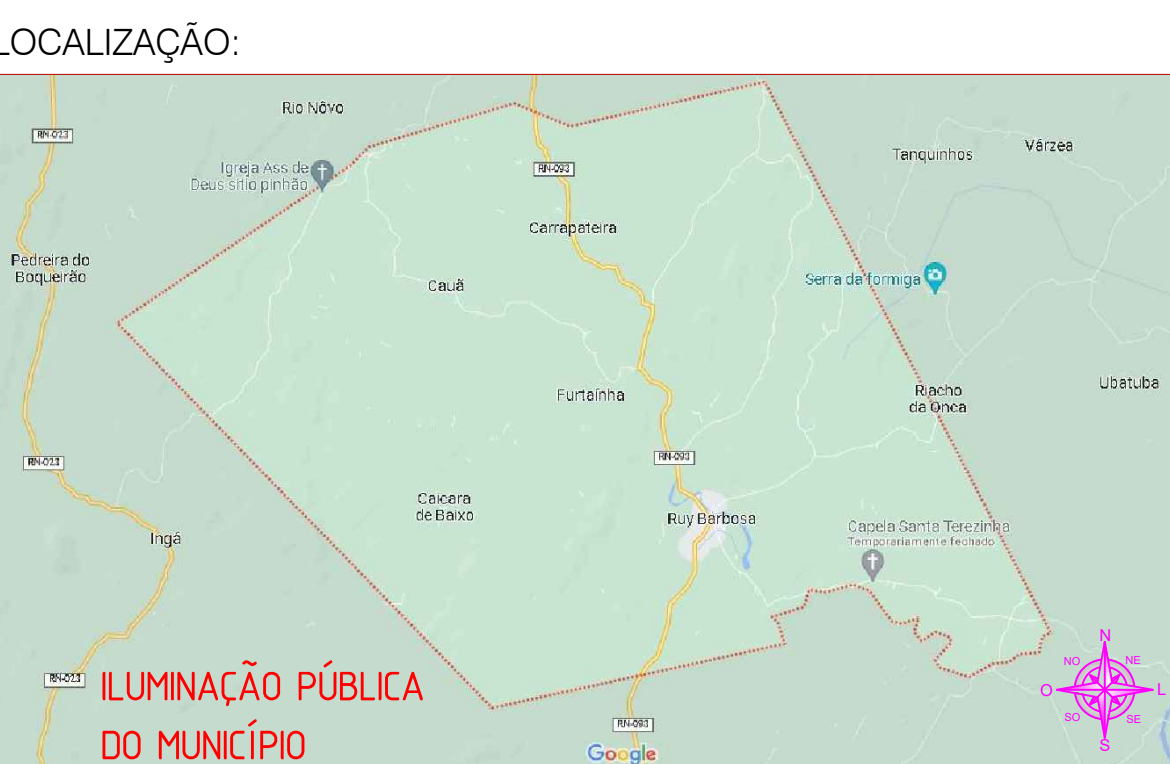 LOCALIZAÇÃO:
Rio Nôvo
RN-023
Igreja Ass de
Deus sitio pinhão
RN-093
Tanquinhos
Várzea
Carrapateira
Pedreira do
Boqueirão
Cauã
Serra da formiga
Furtaínha
Riacho
da Onca
Ubatuba
RN-023
RN-093
Caicara
de Baixo
Ruy Barbosa
Capela Santa Terezinha
Temporariamente fechado
Ingá
N
NO
NE
O
L
SO
SE
S
RN-023
ILUMINAÇÃO PÚBLICA
DO MUNICÍPIO
RN-093
Google